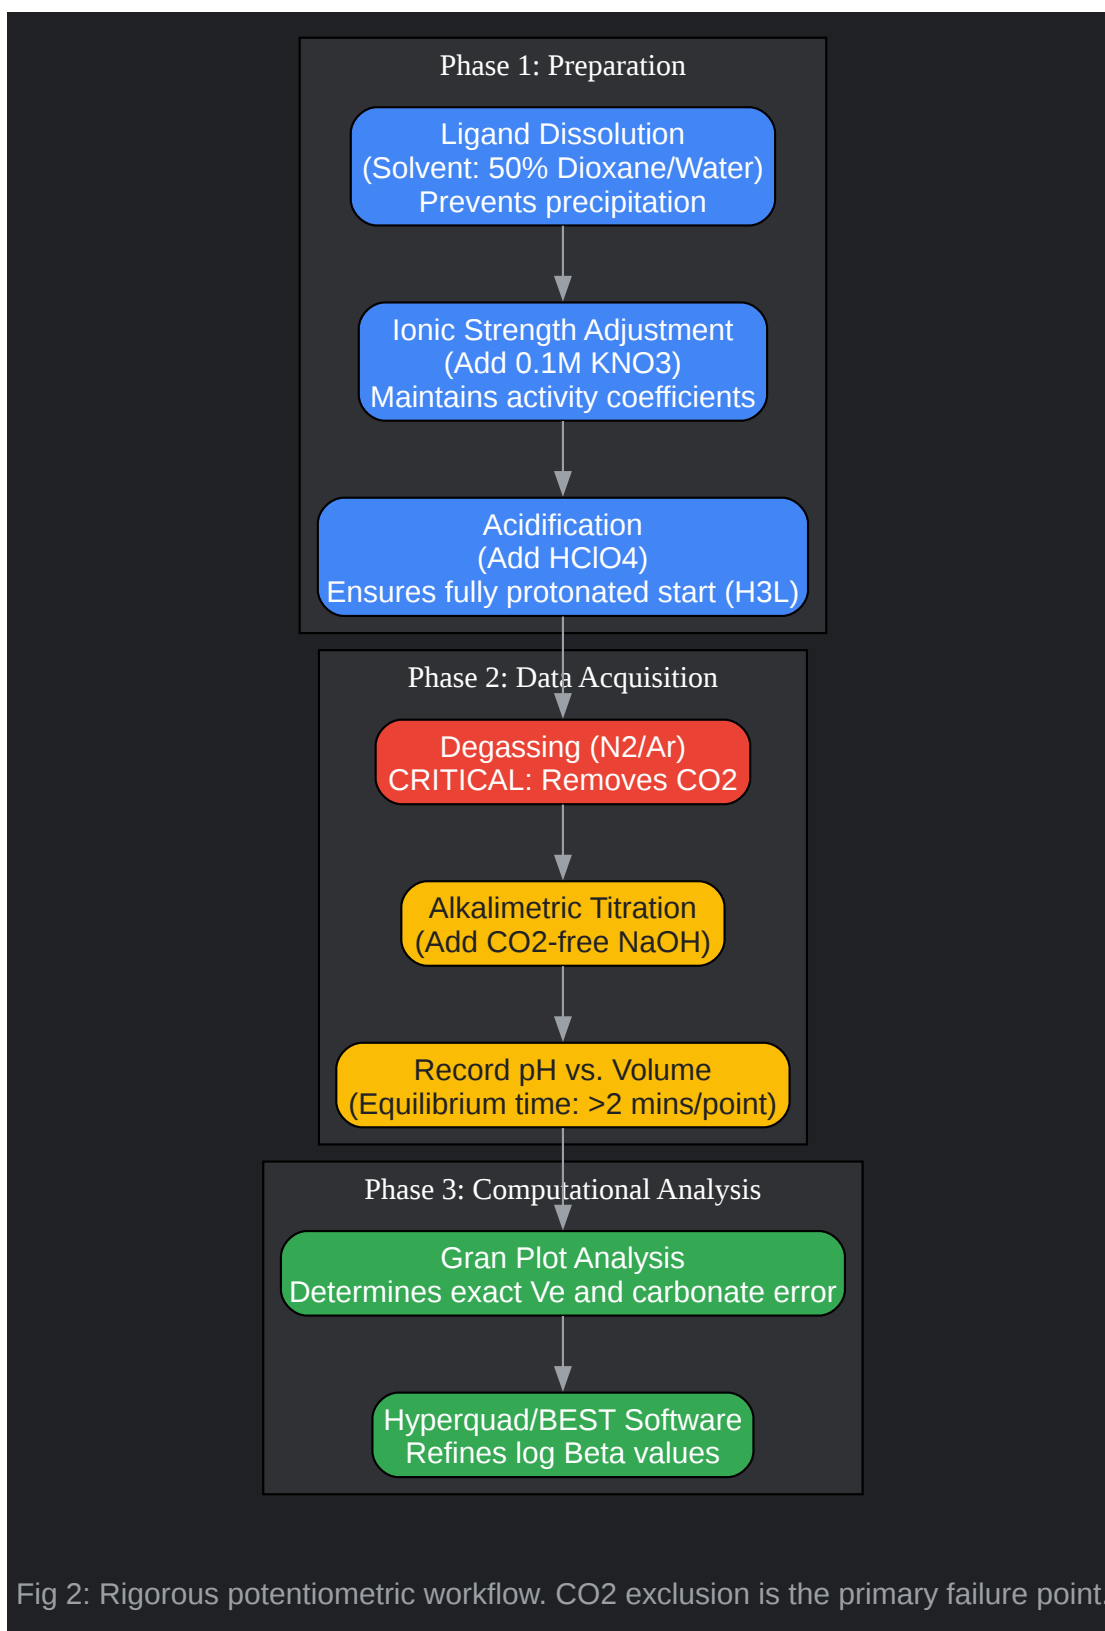 Phase 1: Preparation
Ligand Dissolution
(Solvent: 50% Dioxane/Water)
Prevents precipitation
Ionic Strength Adjustment
(Add 0.1M KNO3)
Maintains activity coefficients
Acidification
(Add HClO4)
Ensures fully protonated start (H3L)
Phase 2: Data Acquisition
Degassing (N2/Ar)
CRITICAL: Removes CO2
Alkalimetric Titration
(Add CO2-free NaOH)
Record pH vs. Volume
(Equilibrium time: >2 mins/point)
Phase 3: Computational Analysis
Gran Plot Analysis
Determines exact Ve and carbonate error
Hyperquad/BEST Software
Refines log Beta values
Fig 2: Rigorous potentiometric workflow. CO2 exclusion is the primary failure point.